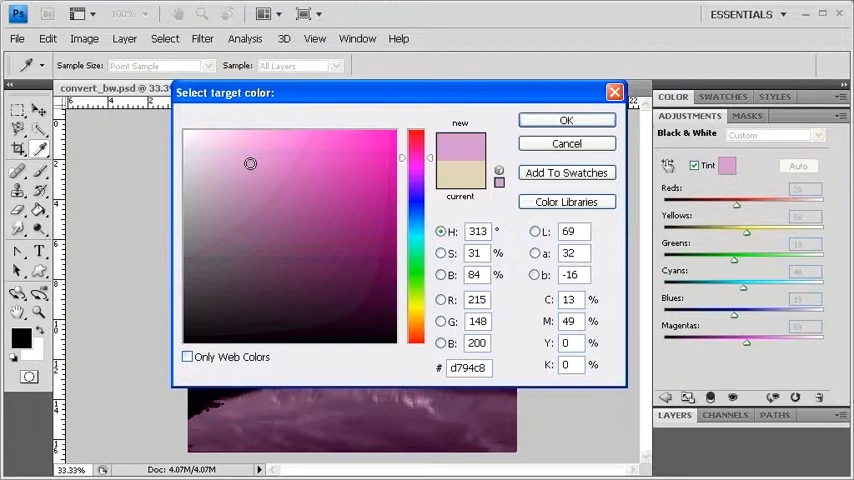 Ps Br 100% ESSENTIALS
File Edit Image Layer Select Filter Analysis 3D View Window Help
Sample Size: Point Sample Sample: All Layers
convert_bw.psd @ 33.3
Select target color:
new
current
OK
Cancel
Add To Swatches
Color Libraries
H: 313 °
S: 31 %
B: 84 %
R: 215
G: 148
B: 200
# d794c8
L: 69
a: 32
b: -16
C: 13 %
M: 49 %
Y: 0 %
K: 0 %
Only Web Colors
COLOR SWATCHES STYLES
ADJUSTMENTS MASKS
Black & White Custom
Tint Auto
Reds:
Yellows:
Greens:
Cyans:
Blues:
Magentas:
LAYERS CHANNELS PATHS
33.33% Doc: 4.07M/4.07M